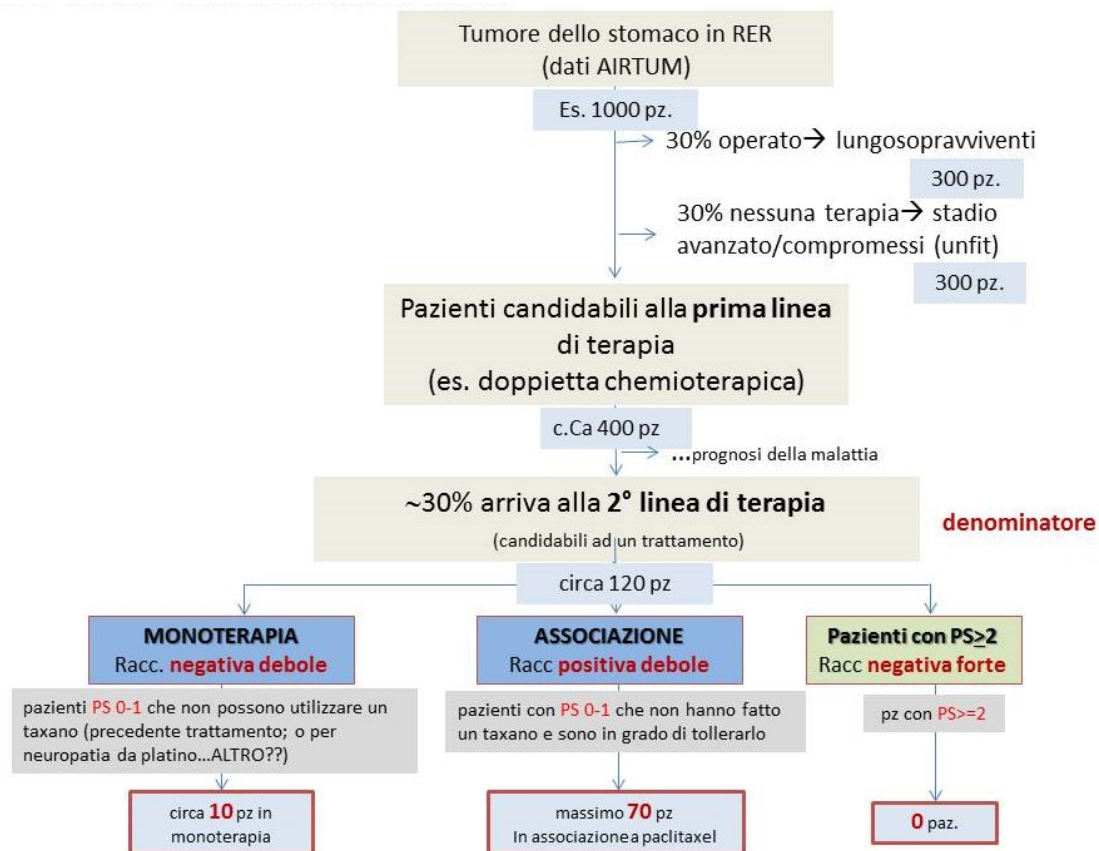 Tumore dello stomaco in RER
(dati AIRTUM)
Es. 1000 pz.
30% operato→ lungosopravviventi
300 pz.
30% nessuna terapia→ stadio
avanzato/compromessi (unfit)
300 pz.
Pazienti candidabili alla prima linea
di terapia
(es. doppietta chemioterapica)
c.Ca 400 pz
...prognosi della malattia
~30% arriva alla 2° linea di terapia
(candidabili ad un trattamento)
denominatore
circa 120 pz
MONOTERAPIA
Racc. negativa debole
pazienti PS 0-1 che non possono utilizzare un
taxano (precedente trattamento; o per
neuropatia da platino...ALTRO??)
circa 10 pz in
monoterapia
ASSOCIAZIONE
Racc positiva debole
pazienti con PS 0-1 che non hanno fatto
un taxano e sono in grado di tollerarlo
massimo 70 pz
In associazione a paclitaxel
Pazienti con PS≥2
Racc negativa forte
pz con PS>=2
0 paz.